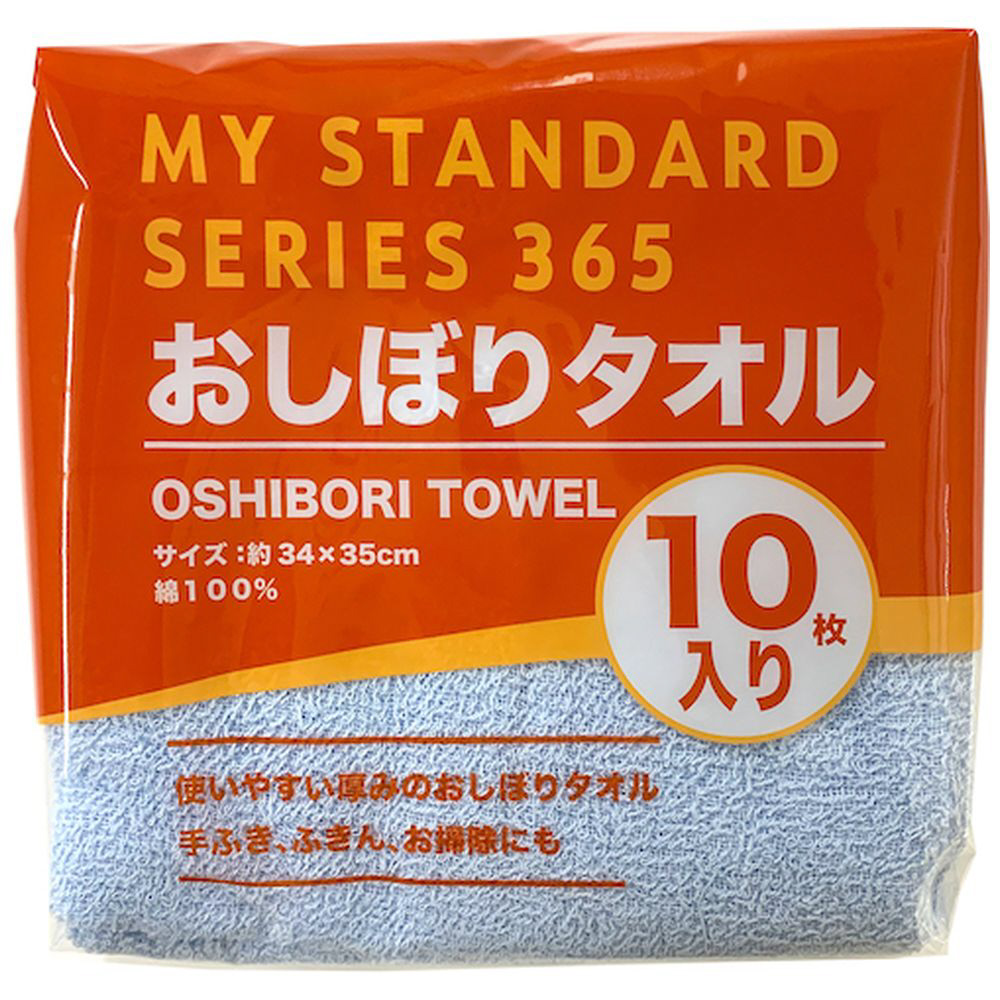 MY STANDARD
SERIES 365
おしぼりタオル
OSHIBORI TOWEL
サイズ：約34×35cm
綿100%
10枚
入り
使いやすい厚みのおしぼりタオル
手ふき、ふきん、お掃除にも